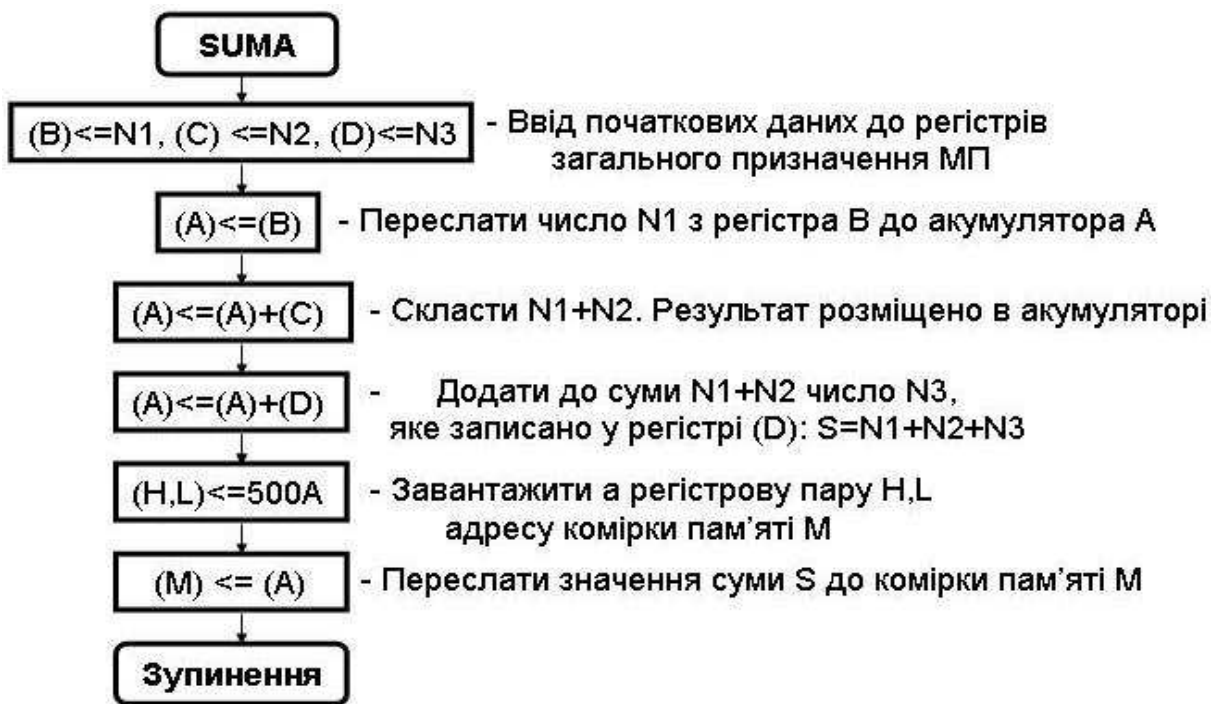 SUMA
(B)<=N1, (C) <=N2, (D)<=N3
- Ввід початкових даних до регістрів
загального призначення МП
(A)<=(B)
- Переслати число N1 з регістра В до акумулятора А
(A)<=(A)+(C)
- Скласти N1+N2. Результат розміщено в акумуляторі
(A)<=(A)+(D)
- Додати до суми N1+N2 число N3,
яке записано у регістрі (D): S=N1+N2+N3
(H,L)<=500A
- Завантажити а регістрову пару H,L
адресу комірки пам’яті М
(M) <= (A)
- Переслати значення суми S до комірки пам’яті М
Зупинення